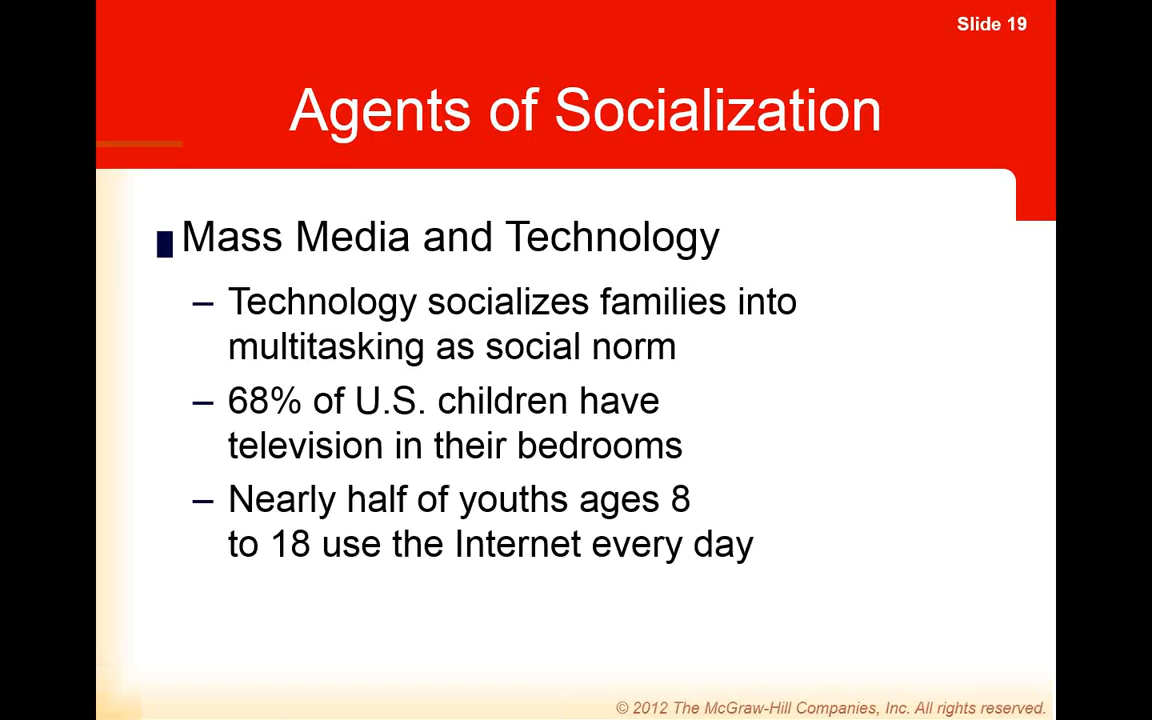 Slide 19
Agents of Socialization
Mass Media and Technology
– Technology socializes families into
multitasking as social norm
– 68% of U.S. children have
television in their bedrooms
– Nearly half of youths ages 8
to 18 use the Internet every day
© 2012 The McGraw-Hill Companies, Inc. All rights reserved.